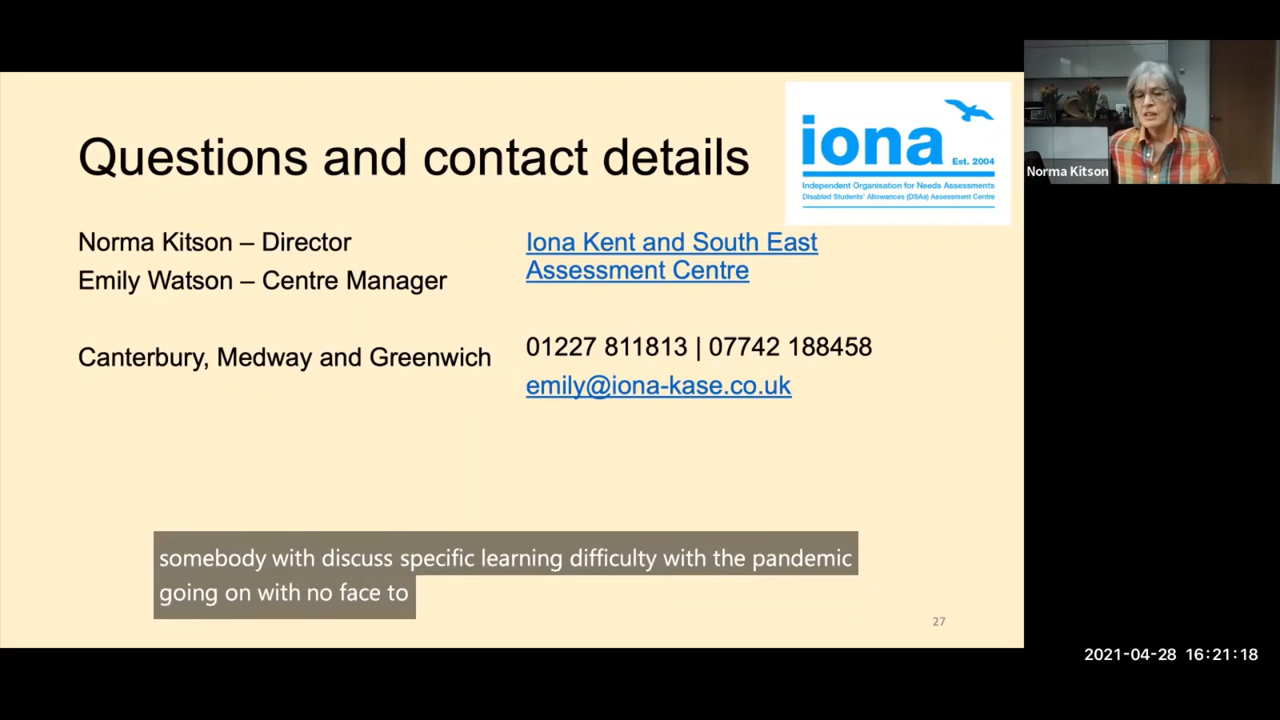 Questions and contact details
iona
Est. 2004
Independent Organisation for Needs Assessments
Disabled Students' Allowances (DSAs) Assessment Centre
Norma Kitson – Director
Emily Watson – Centre Manager
Canterbury, Medway and Greenwich
Iona Kent and South East
Assessment Centre
01227 811813 | 07742 188458
emily@iona-kase.co.uk
somebody with discuss specific learning difficulty with the pandemic
going on with no face to
27
Norma Kitson
2021-04-28 16:21:18